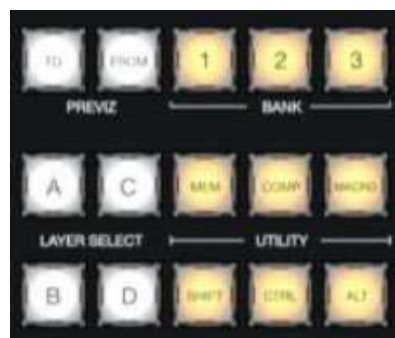 TO FROM 1 2 3
PREVIZ BANK
A C MEM COMP MACRO
LAYER SELECT UTILITY
B D SHIFT CTRL ALT